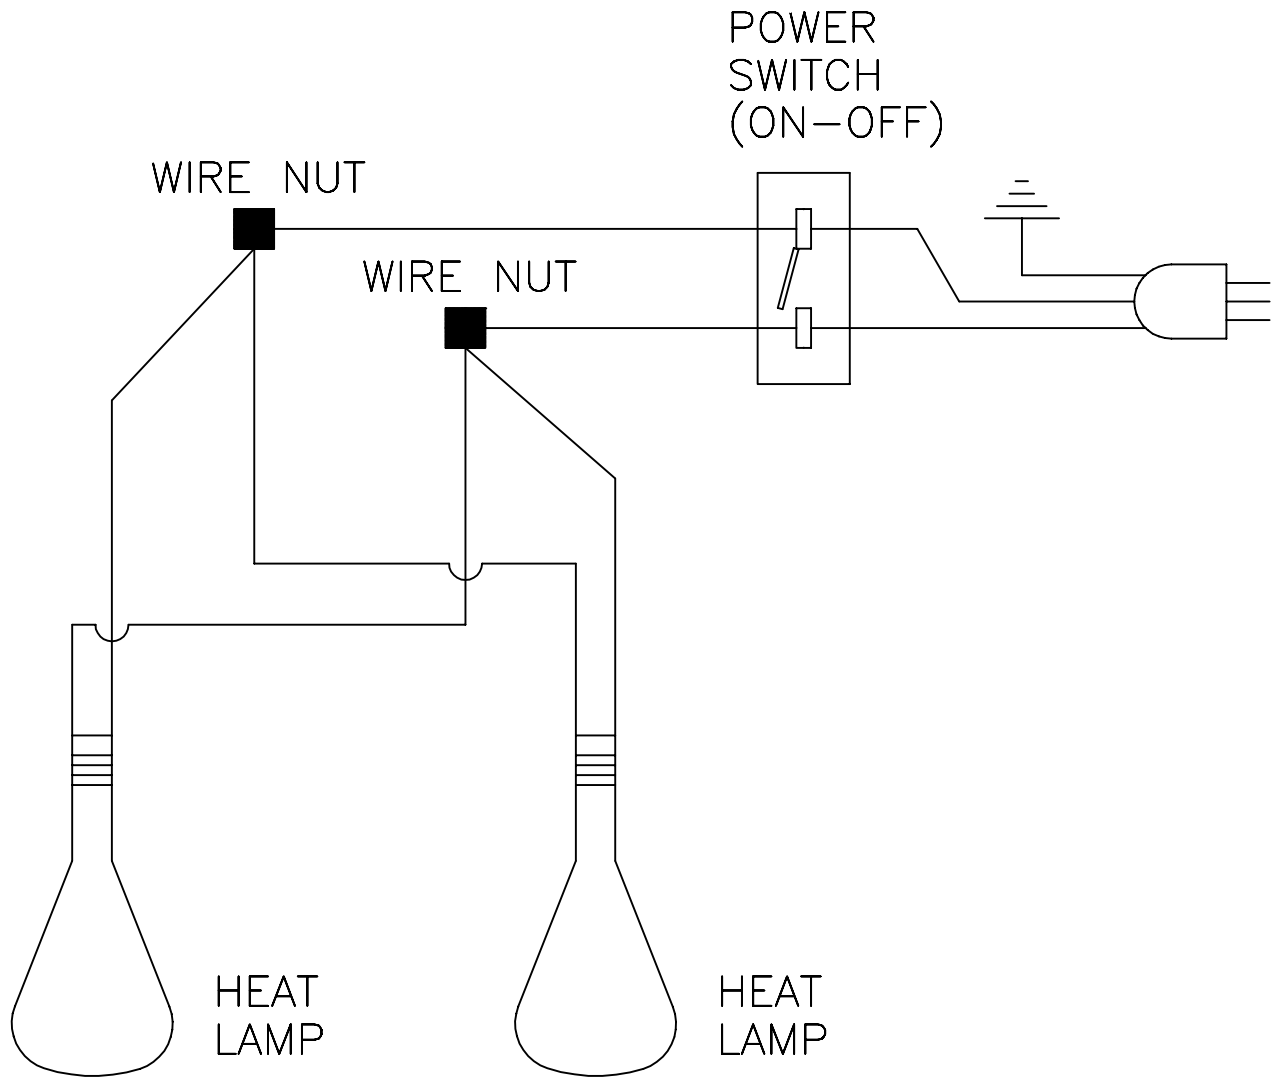 POWER
SWITCH
(ON-OFF)
WIRE NUT
WIRE NUT
HEAT
LAMP
HEAT
LAMP